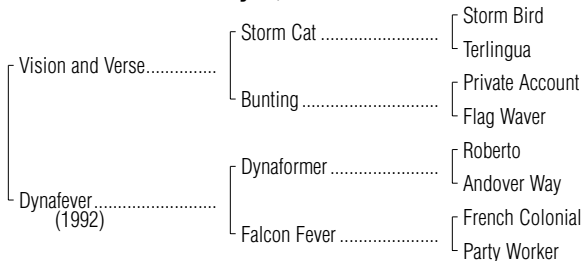 Storm Bird
Storm Cat ........................
Terlingua
Vision and Verse...............
Private Account
Bunting ............................
Flag Waver
Roberto
Dynaformer ......................
Andover Way
Dynafever..........................
(1992)
French Colonial
Falcon Fever ....................
Party Worker